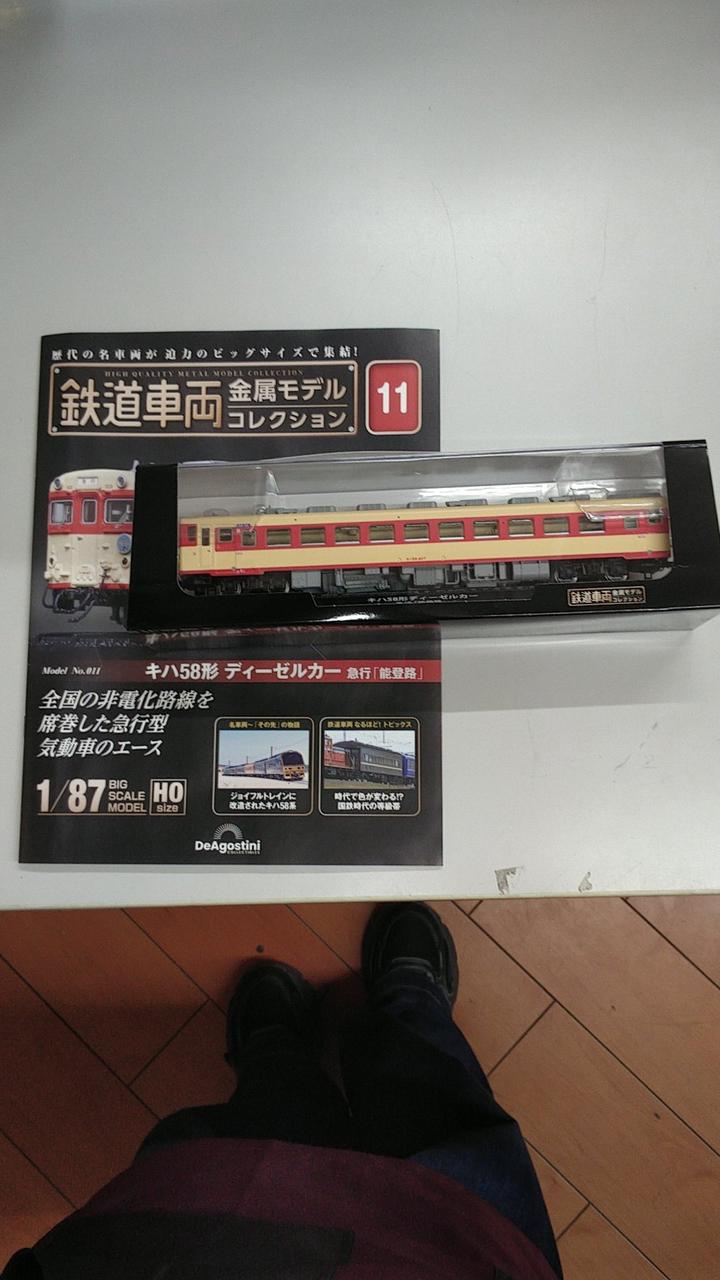 歴代の名車両が 迫力のビッグサイズで集結!
HIGH QUALITY METAL MODEL COLLECTION
鉄道車両 金属モデル
コレクション
11
キハ58形 ディーゼルカー
鉄道車両 金属モデル
コレクション
Model No.011
キハ58形 ディーゼルカー 急行「能登路」
全国の非電化路線を
席巻した急行型
気動車のエース
1/87 BIG
SCALE
MODEL
HO
size
名車両〜「その先」の物語
ジョイフルトレインに
改造されたキハ58系
鉄道車両 なるほど!トピックス
時代で色が変わる!?
国鉄時代の等級帯
DeAgostini
COLLECTIBLES